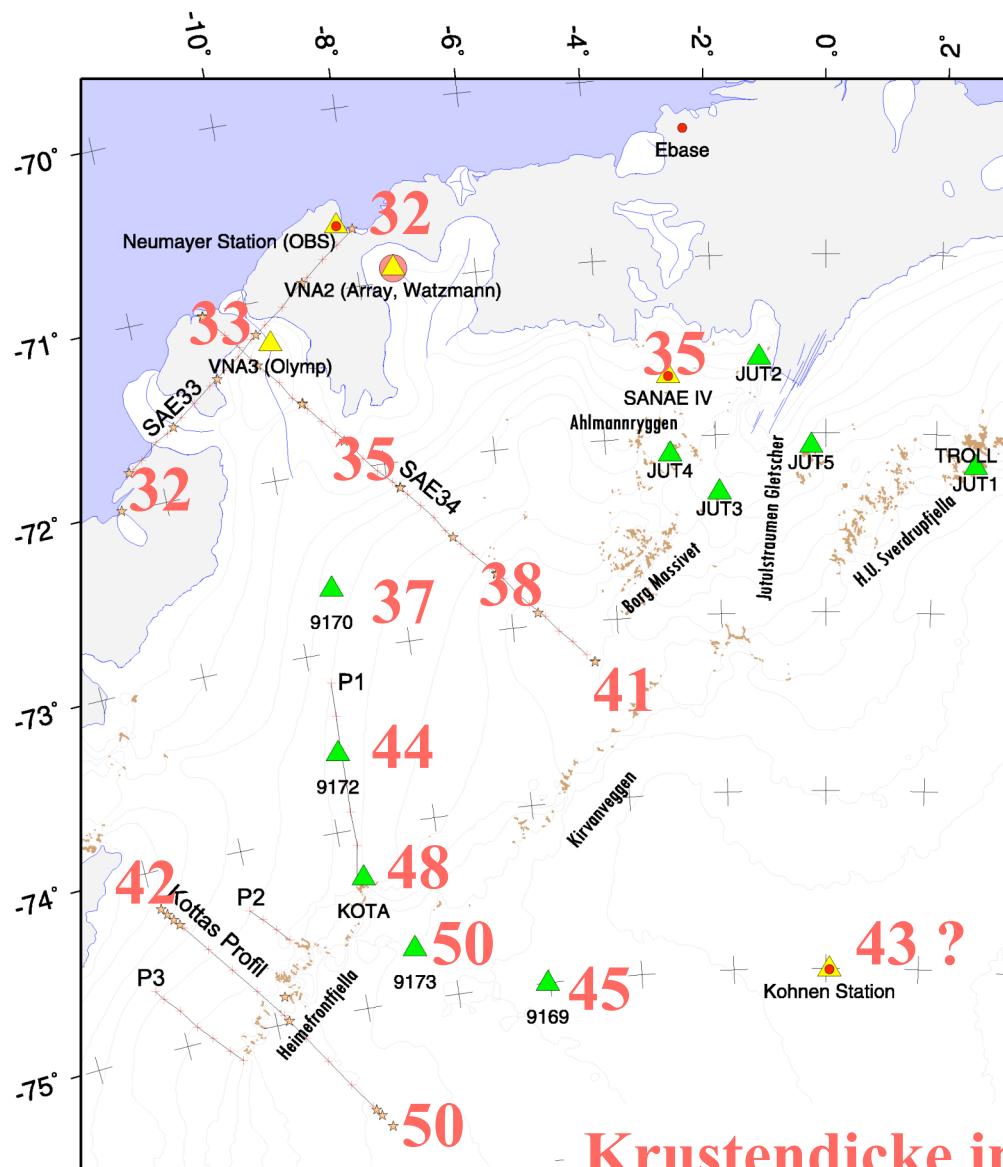 -10°
-8°
-6°
-4°
-2°
0°
2°
-70°
Ebase
32
Neumayer Station (OBS)
VNA2 (Array, Watzmann)
33
-71°
VNA3 (Olymp)
35
JUT2
SANAE IV
SAE33
Ahlmannryggen
35
SAE34
JUT4
JUT5
TROLL
JUT1
32
JUT3
Jutulstraumen Gletscher
H.U. Sverdrupfjella
-72°
Borg Massivet
38
37
9170
P1
41
-73°
44
9172
Kirvanveggen
48
42
-74°
P2
KOTA
Kottas Profil
50
43 ?
9173
P3
Heimefrontfjella
45
9169
Kohnen Station
-75°
50
Krustendicke in